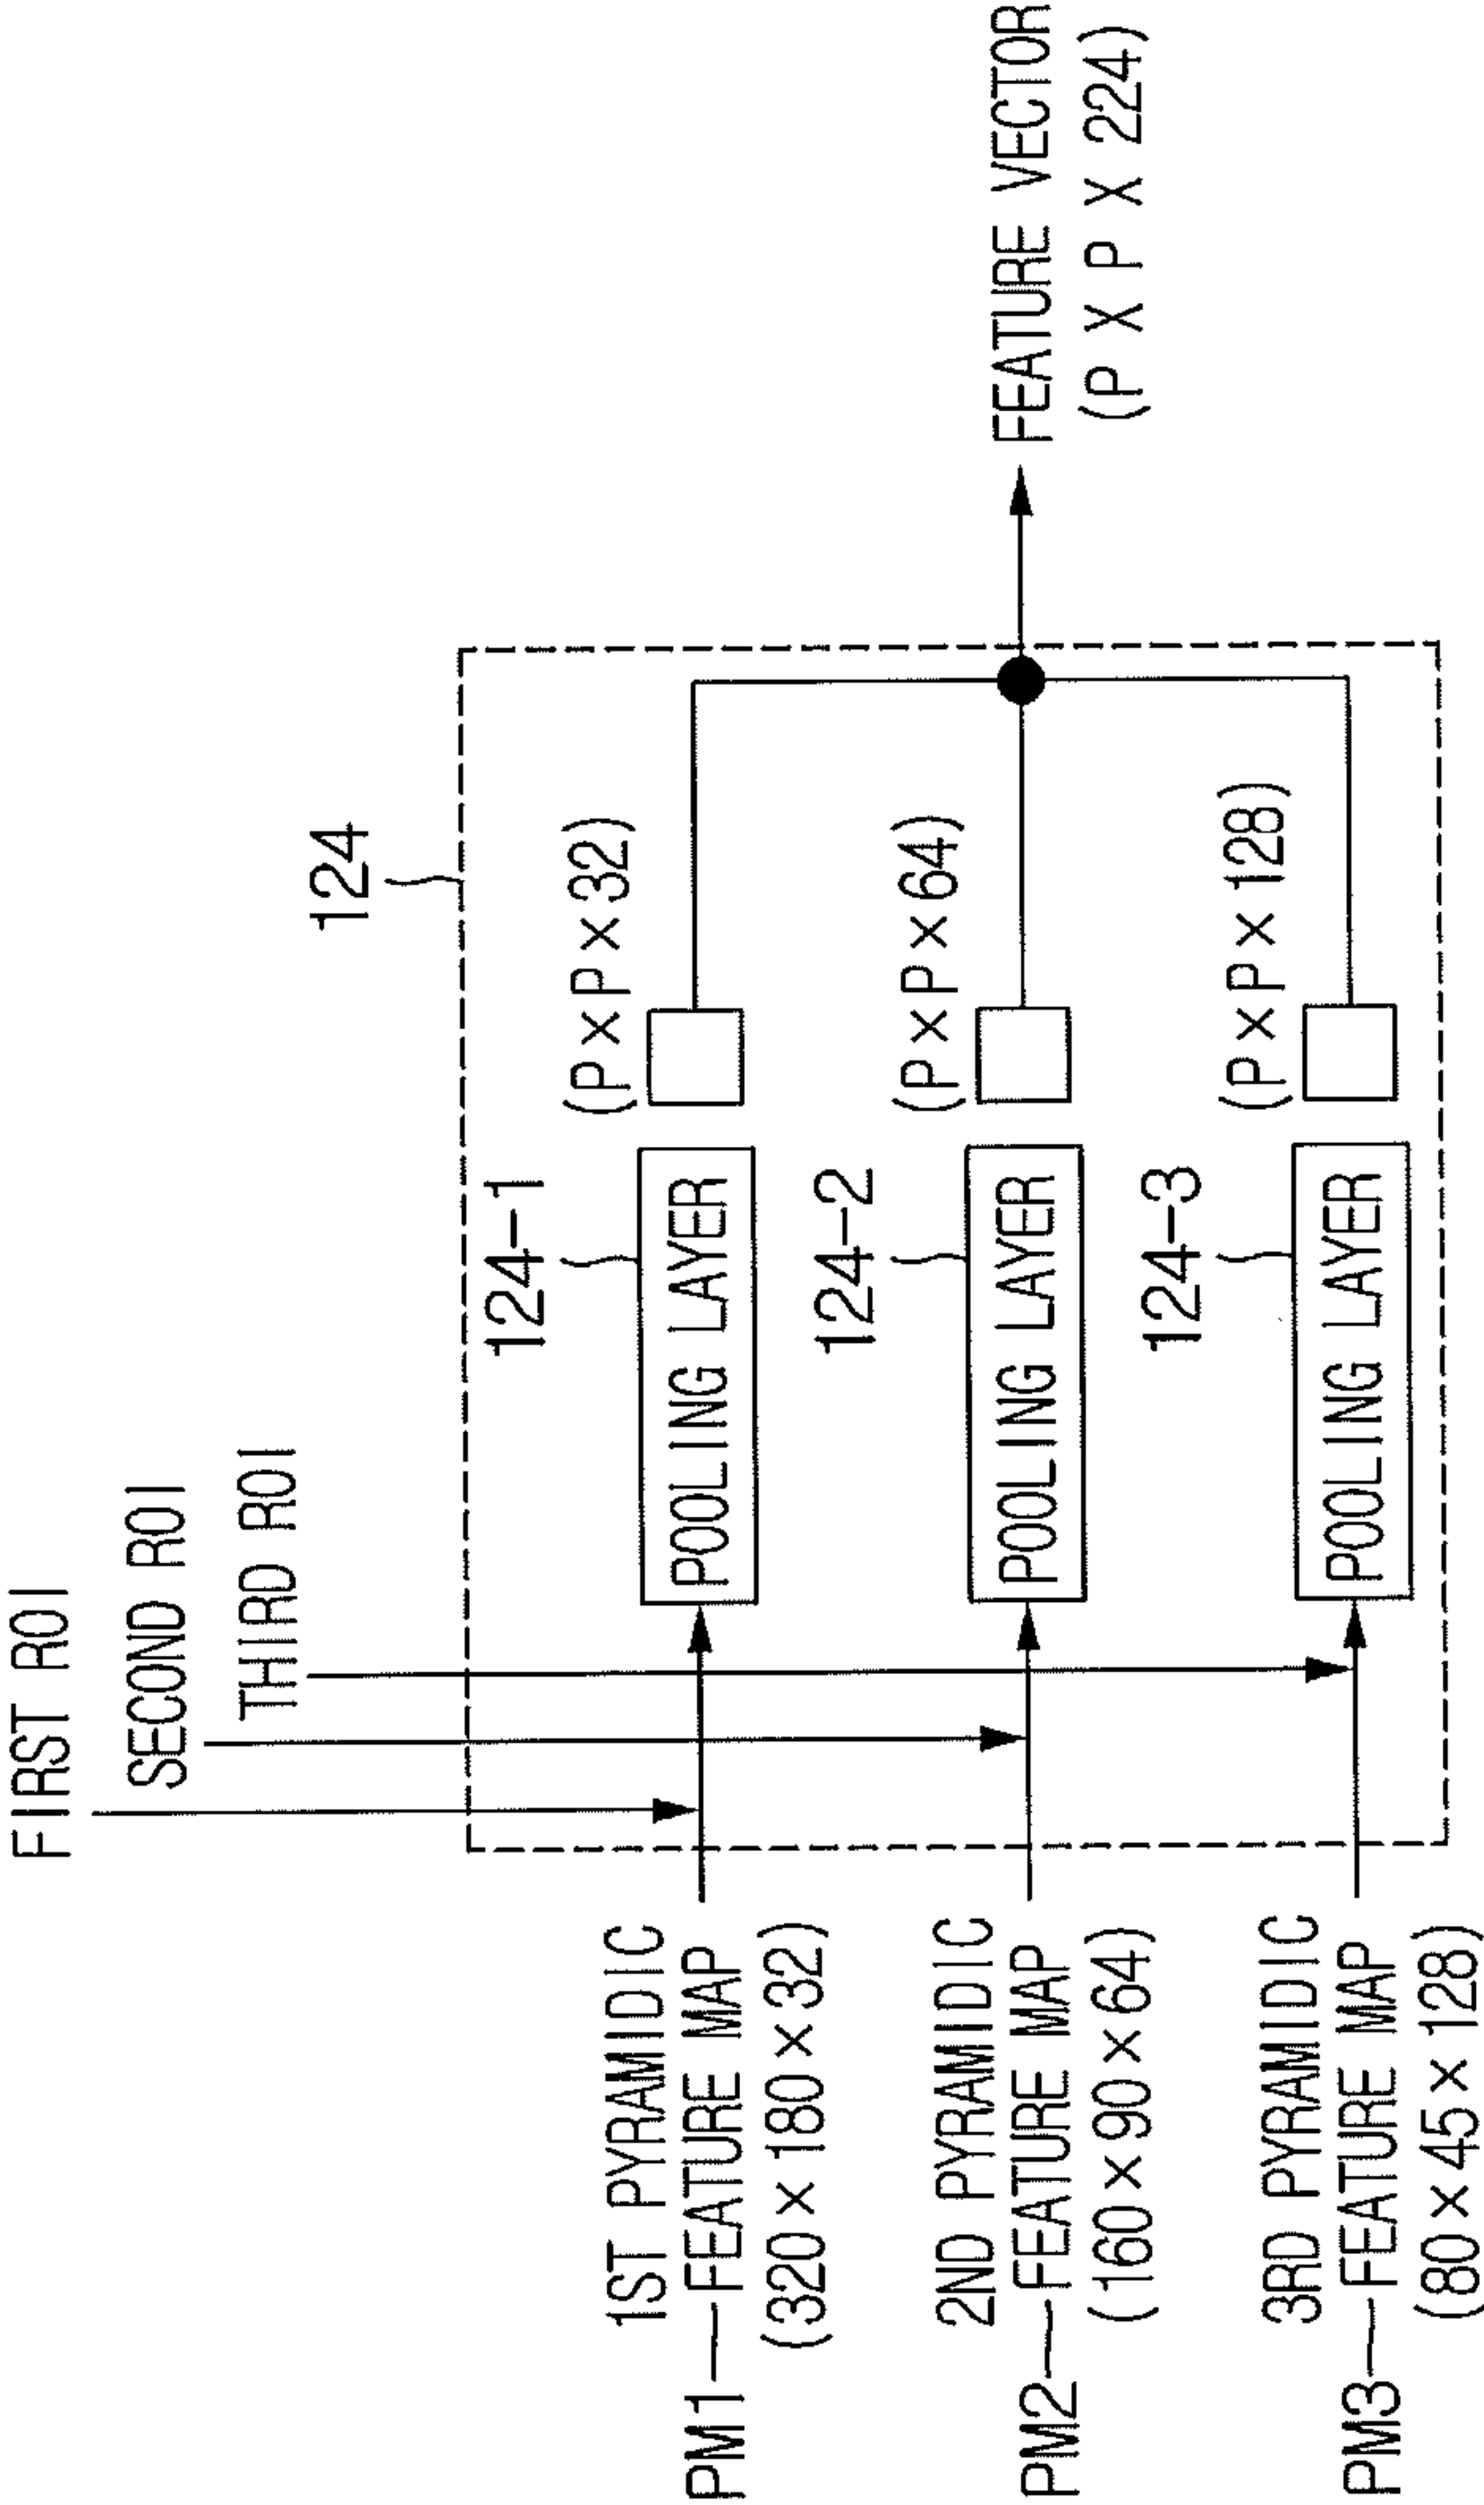 FIRST ROI
SECOND ROI
THIRD ROI
124
1ST PYRAMIDIC
PM1 FEATURE MAP
(320×180×32)
124-1
POOLING LAYER
(P×P×32)
2ND PYRAMIDIC
PM2 FEATURE MAP
(160×90×64)
124-2
POOLING LAYER
(P×P×64)
FEATURE VECTOR
(P X P X 224)
3RD PYRAMIDIC
PM3 FEATURE MAP
(80×45×128)
124-3
POOLING LAYER
(P×P×128)